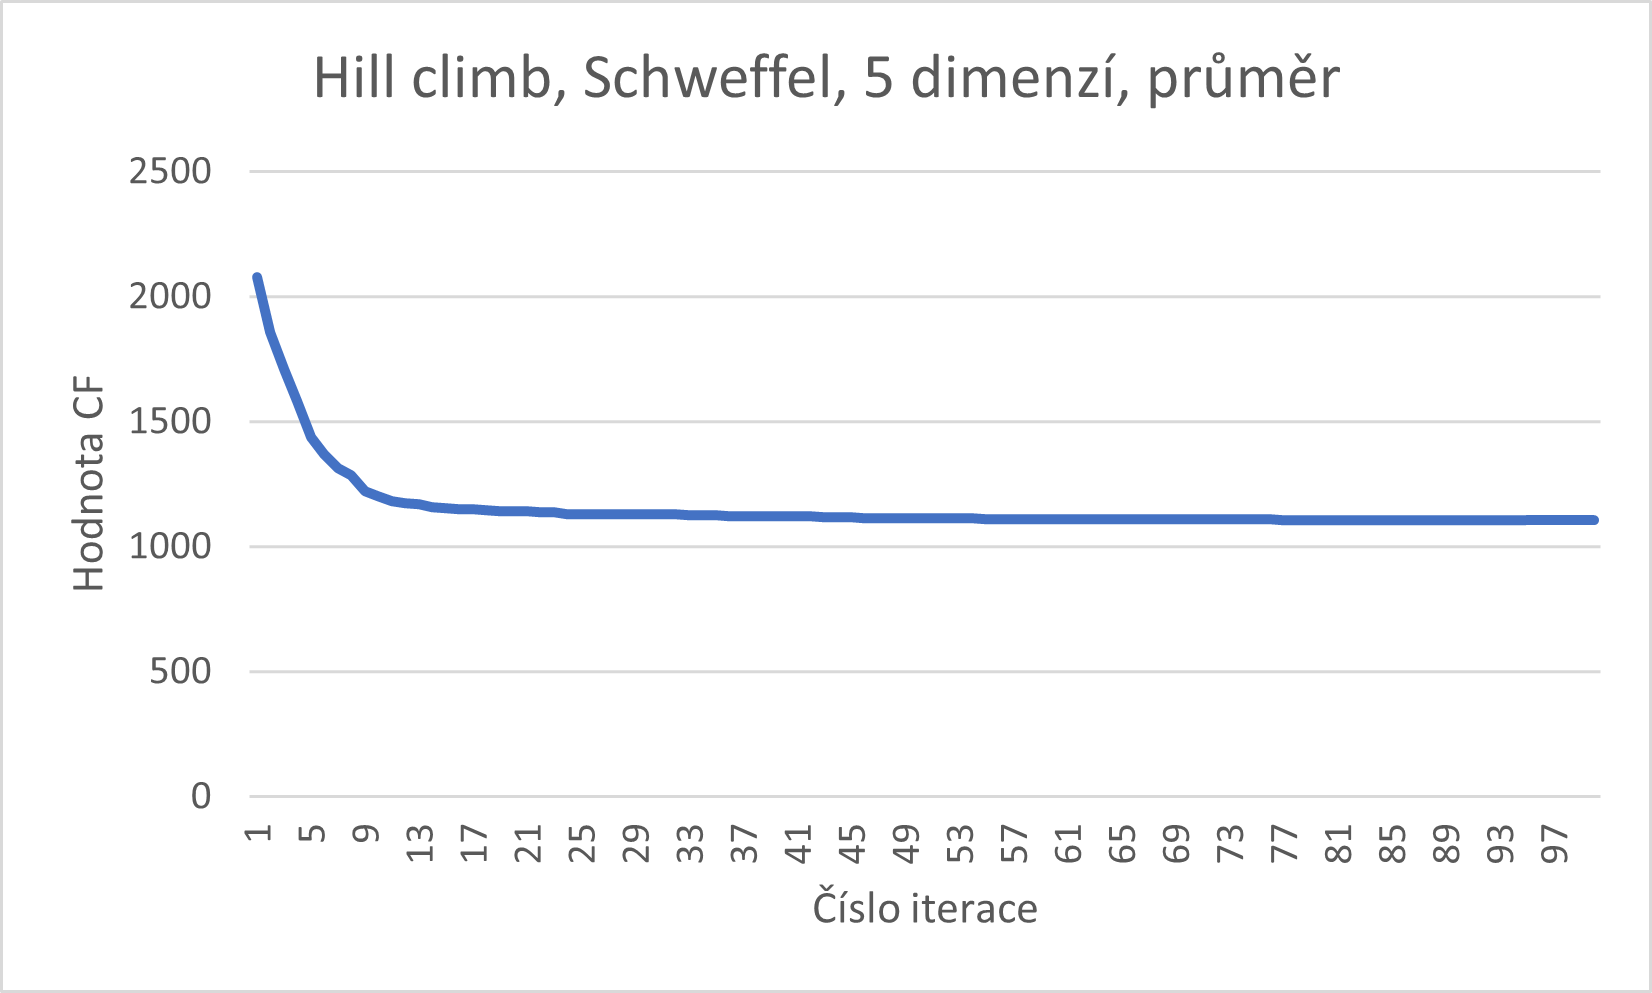 Hill climb, Schweffel, 5 dimenzí, průměr
2500
2000
1500
1000
500
0
Hodnota CF
1 5 9 13 17 21 25 29 33 37 41 45 49 53 57 61 65 69 73 77 81 85 89 93 97
Číslo iterace